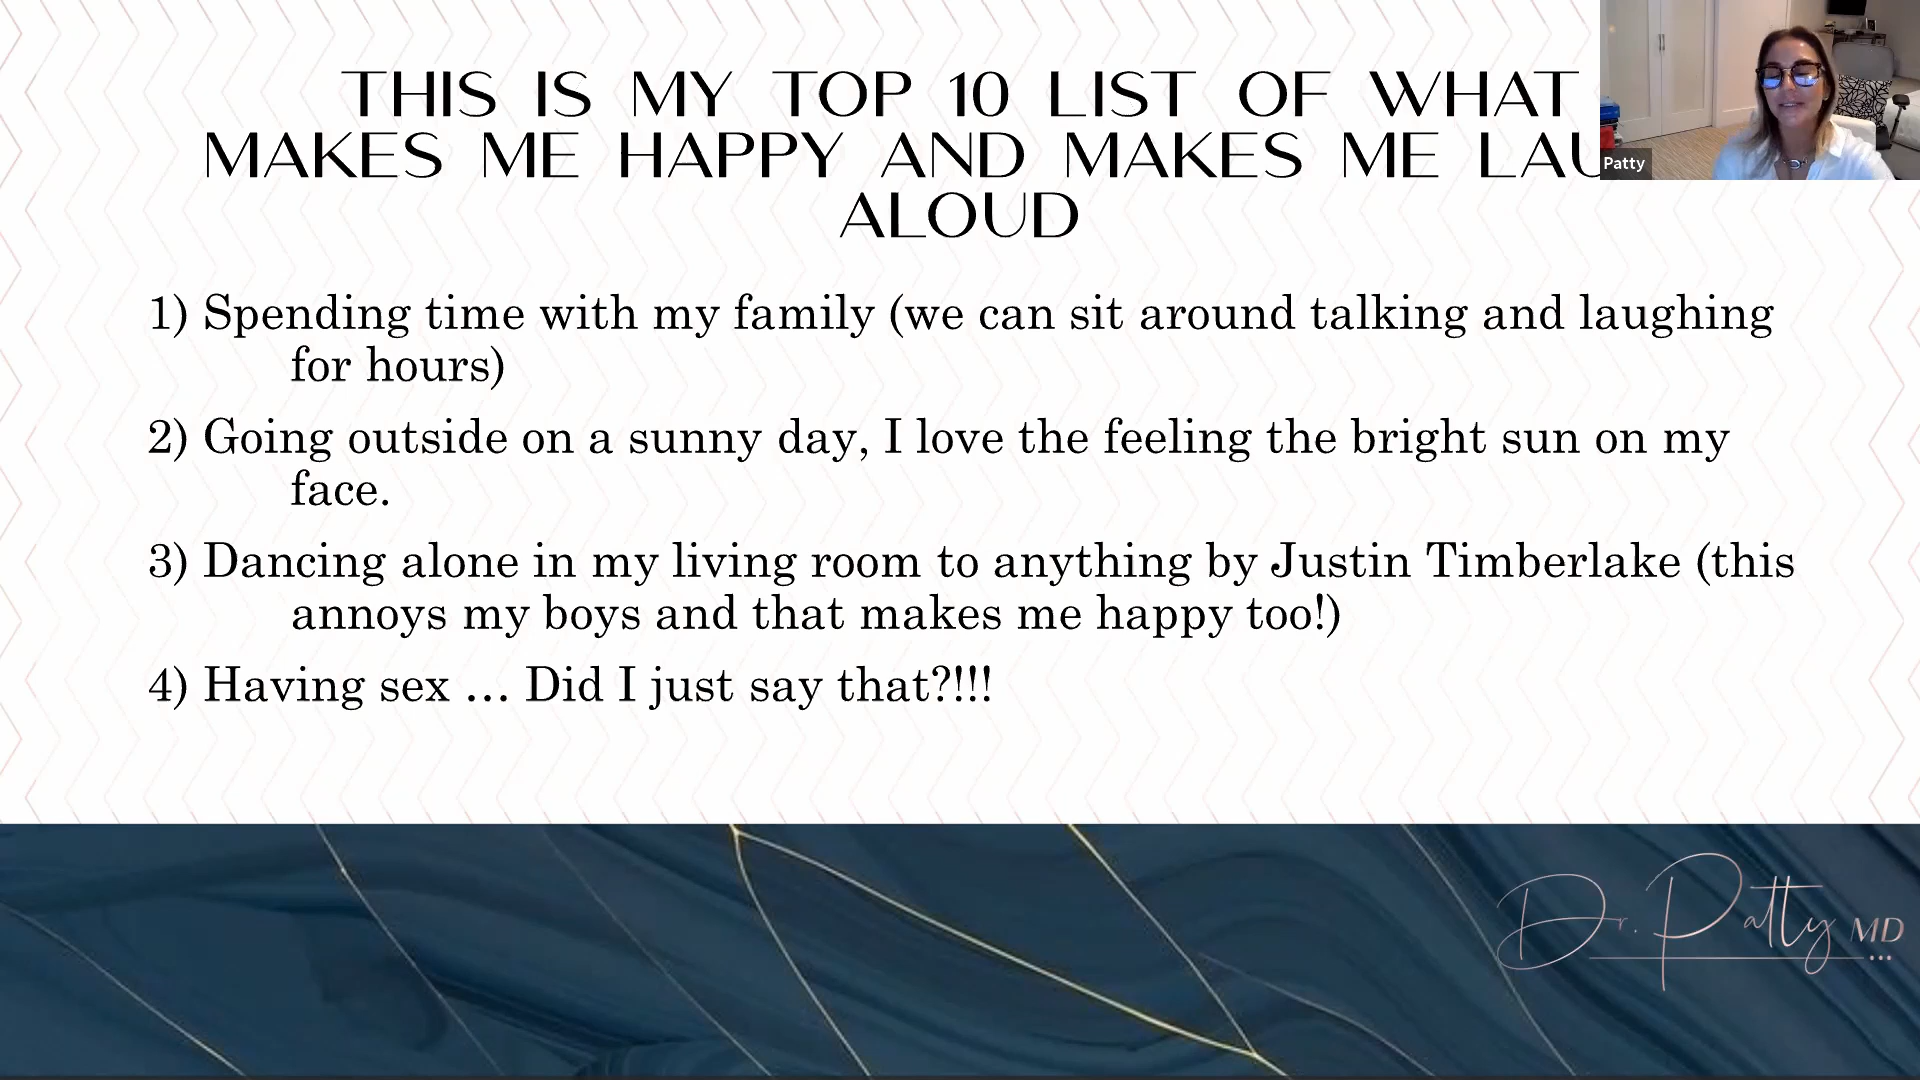 THIS IS MY TOP 10 LIST OF WHAT
MAKES ME HAPPY AND MAKES ME LAU
ALOUD
Patty
1) Spending time with my family (we can sit around talking and laughing
for hours)
2) Going outside on a sunny day, I love the feeling the bright sun on my
face.
3) Dancing alone in my living room to anything by Justin Timberlake (this
annoys my boys and that makes me happy too!)
4) Having sex … Did I just say that?!!!
Dr. Patty MD